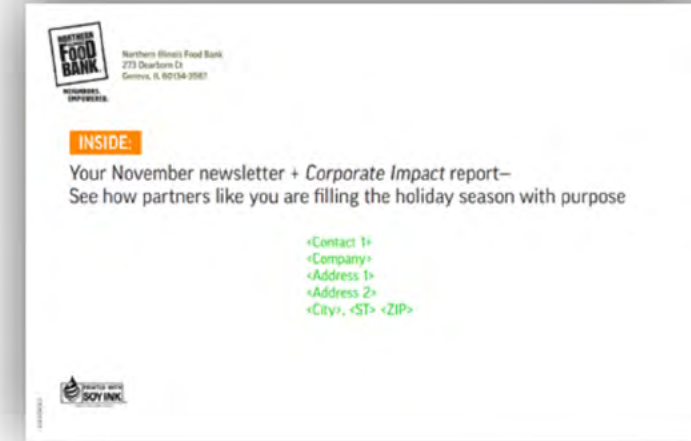 NORTHERN
FOOD
BANK
NEIGHBORS.
EMPOWERED.
Northern Illinois Food Bank
273 Dearborn Ct
Geneva, IL 60134-3587
INSIDE:
Your November newsletter + Corporate Impact report–
See how partners like you are filling the holiday season with purpose
<Contact 1>
<Company>
<Address 1>
<Address 2>
<City>, <ST> <ZIP>
PRINTED WITH
SOY INK